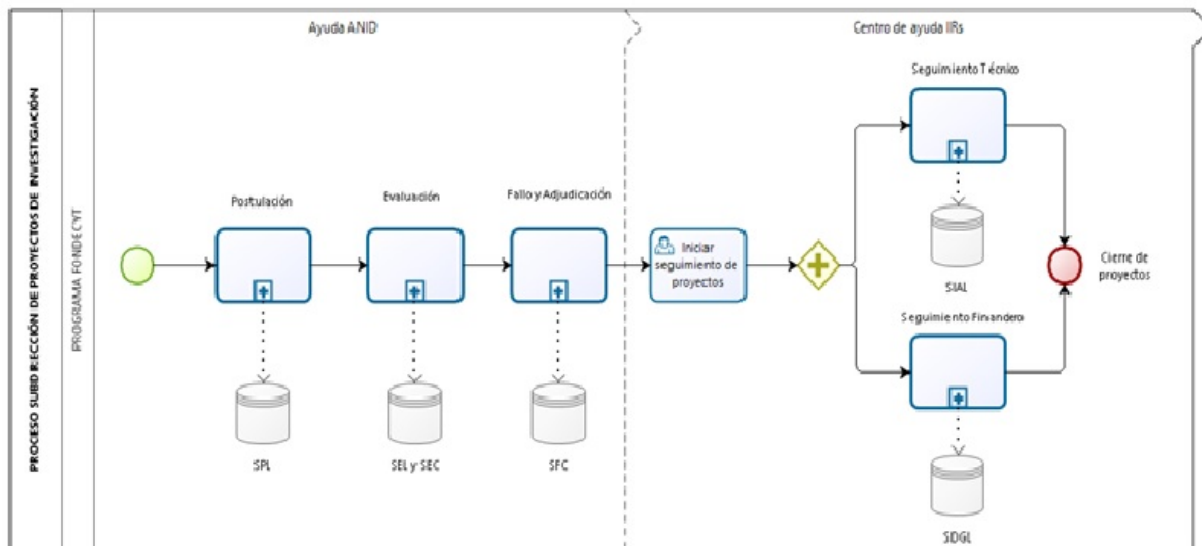 PROCESO SUBDIRECCIÓN DE PROYECTOS DE INVESTIGACIÓN
PROGRAMA FONDECYT
Ayuda ANID
Centro de ayuda IIRs
Postulación
Evaluación
Fallo y Adjudicación
Iniciar
seguimiento de
proyectos
Seguimiento Técnico
Seguimiento Financiero
Cierre de
proyectos
SPL
SEL y SEC
SFC
SIAL
SIDGL